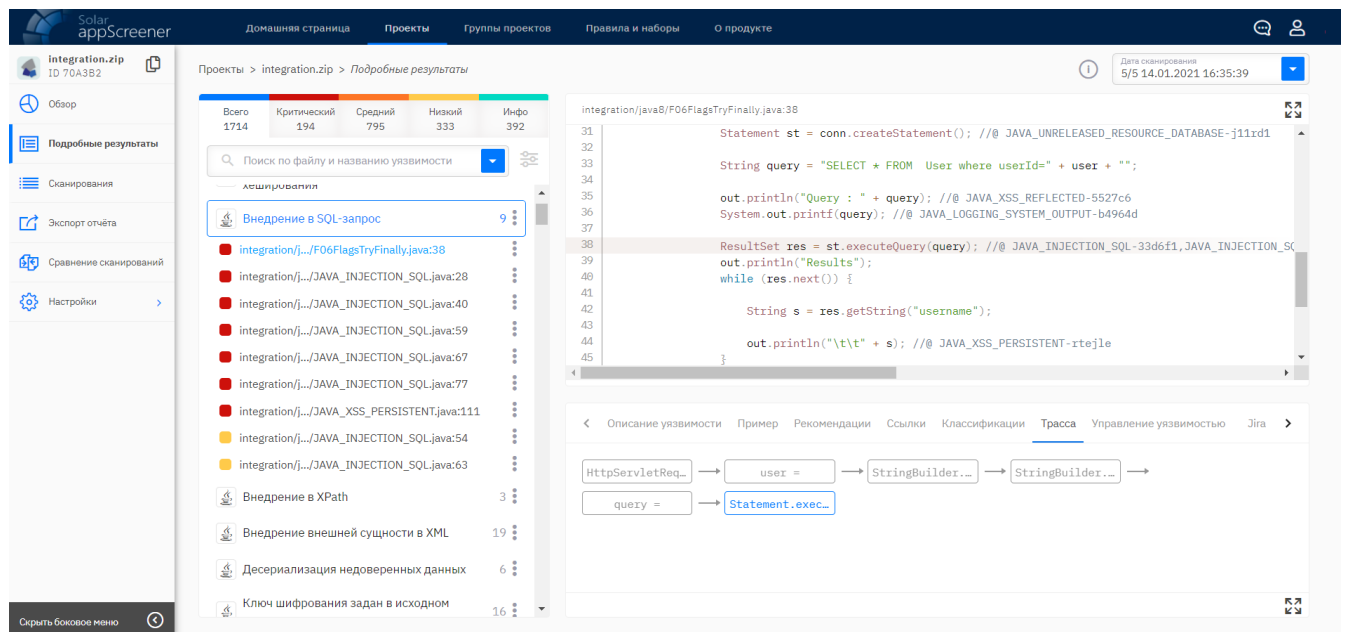 Solar
appScreener
Домашняя страница
Проекты
Группы проектов
Правила и наборы
О продукте
integration.zip
ID 70A3B2
Обзор
Подробные результаты
Сканирования
Экспорт отчёта
Сравнение сканирований
Настройки
Скрыть боковое меню
Проекты > integration.zip > Подробные результаты
Дата сканирования
5/5 14.01.2021 16:35:39
Всего Критический Средний Низкий Инфо
1714 194 795 333 392
Поиск по файлу и названию уязвимости
хеширования
Внедрение в SQL-запрос 9
integration/j.../F06FlagsTryFinally.java:38
integration/j.../JAVA_INJECTION_SQL.java:28
integration/j.../JAVA_INJECTION_SQL.java:40
integration/j.../JAVA_INJECTION_SQL.java:59
integration/j.../JAVA_INJECTION_SQL.java:67
integration/j.../JAVA_INJECTION_SQL.java:77
integration/j.../JAVA_XSS_PERSISTENT.java:111
integration/j.../JAVA_INJECTION_SQL.java:54
integration/j.../JAVA_INJECTION_SQL.java:63
Внедрение в XPath 3
Внедрение внешней сущности в XML 19
Десериализация недоверенных данных 6
Ключ шифрования задан в исходном 16
integration/java8/F06FlagsTryFinally.java:38
31 Statement st = conn.createStatement(); //@ JAVA_UNRELEASED_RESOURCE_DATABASE-j11rd1
32
33 String query = "SELECT * FROM  User where userId=" + user + "";
34
35 out.println("Query : " + query); //@ JAVA_XSS_REFLECTED-5527c6
36 System.out.printf(query); //@ JAVA_LOGGING_SYSTEM_OUTPUT-b4964d
37
38 ResultSet res = st.executeQuery(query); //@ JAVA_INJECTION_SQL-33d6f1,JAVA_INJECTION_SQ
39 out.println("Results");
40 while (res.next()) {
41
42 String s = res.getString("username");
43
44 out.println("\t\t" + s); //@ JAVA_XSS_PERSISTENT-rtejle
45 }
Описание уязвимости Пример Рекомендации Ссылки Классификации Трасса Управление уязвимостью Jira
HttpServletReq… user = StringBuilder.… StringBuilder.…
query = Statement.exec…